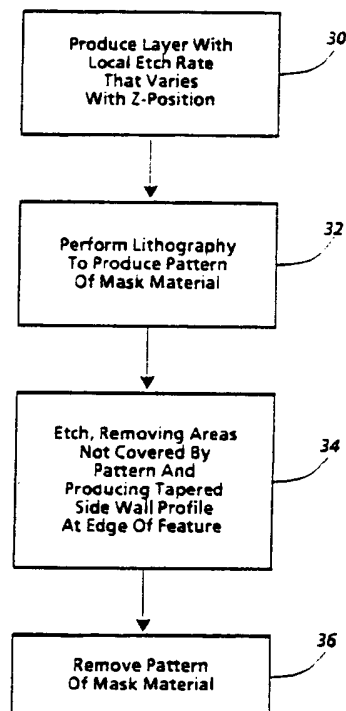 30
Produce Layer With
Local Etch Rate
That Varies
With Z-Position
32
Perform Lithography
To Produce Pattern
Of Mask Material
34
Etch, Removing Areas
Not Covered By
Pattern And
Producing Tapered
Side Wall Profile
At Edge Of Feature
36
Remove Pattern
Of Mask Material